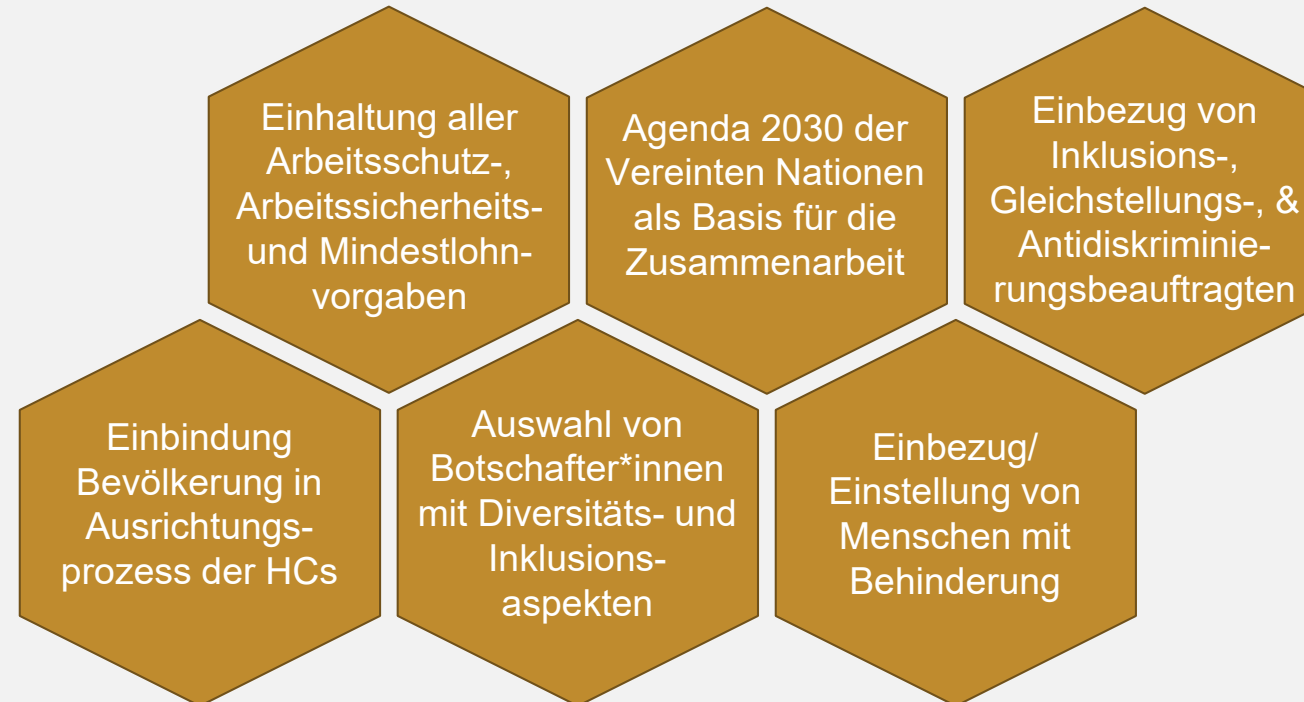 Einhaltung aller
Arbeitsschutz-,
Arbeitssicherheits-
und Mindestlohn-
vorgaben
Agenda 2030 der
Vereinten Nationen
als Basis für die
Zusammenarbeit
Einbezug von
Inklusions-,
Gleichstellungs-, &
Antidiskriminie-
rungsbeauftragten
Einbindung
Bevölkerung in
Ausrichtungs-
prozess der HCs
Auswahl von
Botschafter*innen
mit Diversitäts- und
Inklusions-
aspekten
Einbezug/
Einstellung von
Menschen mit
Behinderung